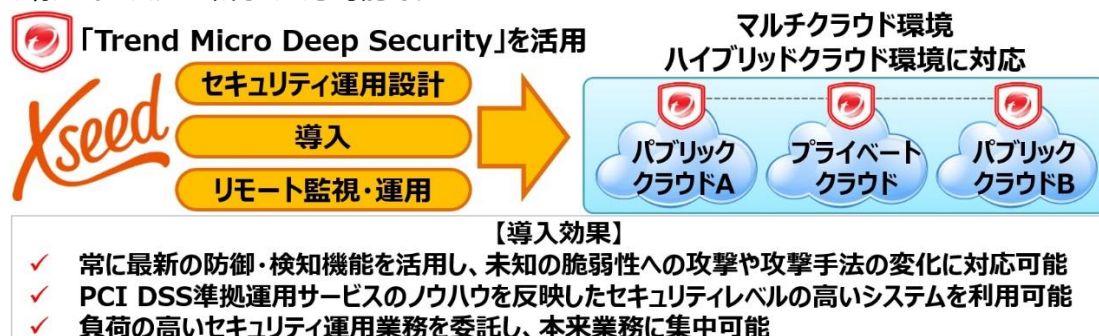 「Trend Micro Deep Security」を活用
マルチクラウド環境
ハイブリッドクラウド環境に対応
Xseed
セキュリティ運用設計
導入
リモート監視・運用
パブリック
クラウドA
プライベート
クラウド
パブリック
クラウドB
【導入効果】
✓ 常に最新の防御・検知機能を活用し、未知の脆弱性への攻撃や攻撃手法の変化に対応可能
✓ PCI DSS準拠運用サービスのノウハウを反映したセキュリティレベルの高いシステムを利用可能
✓ 負荷の高いセキュリティ運用業務を委託し、本来業務に集中可能